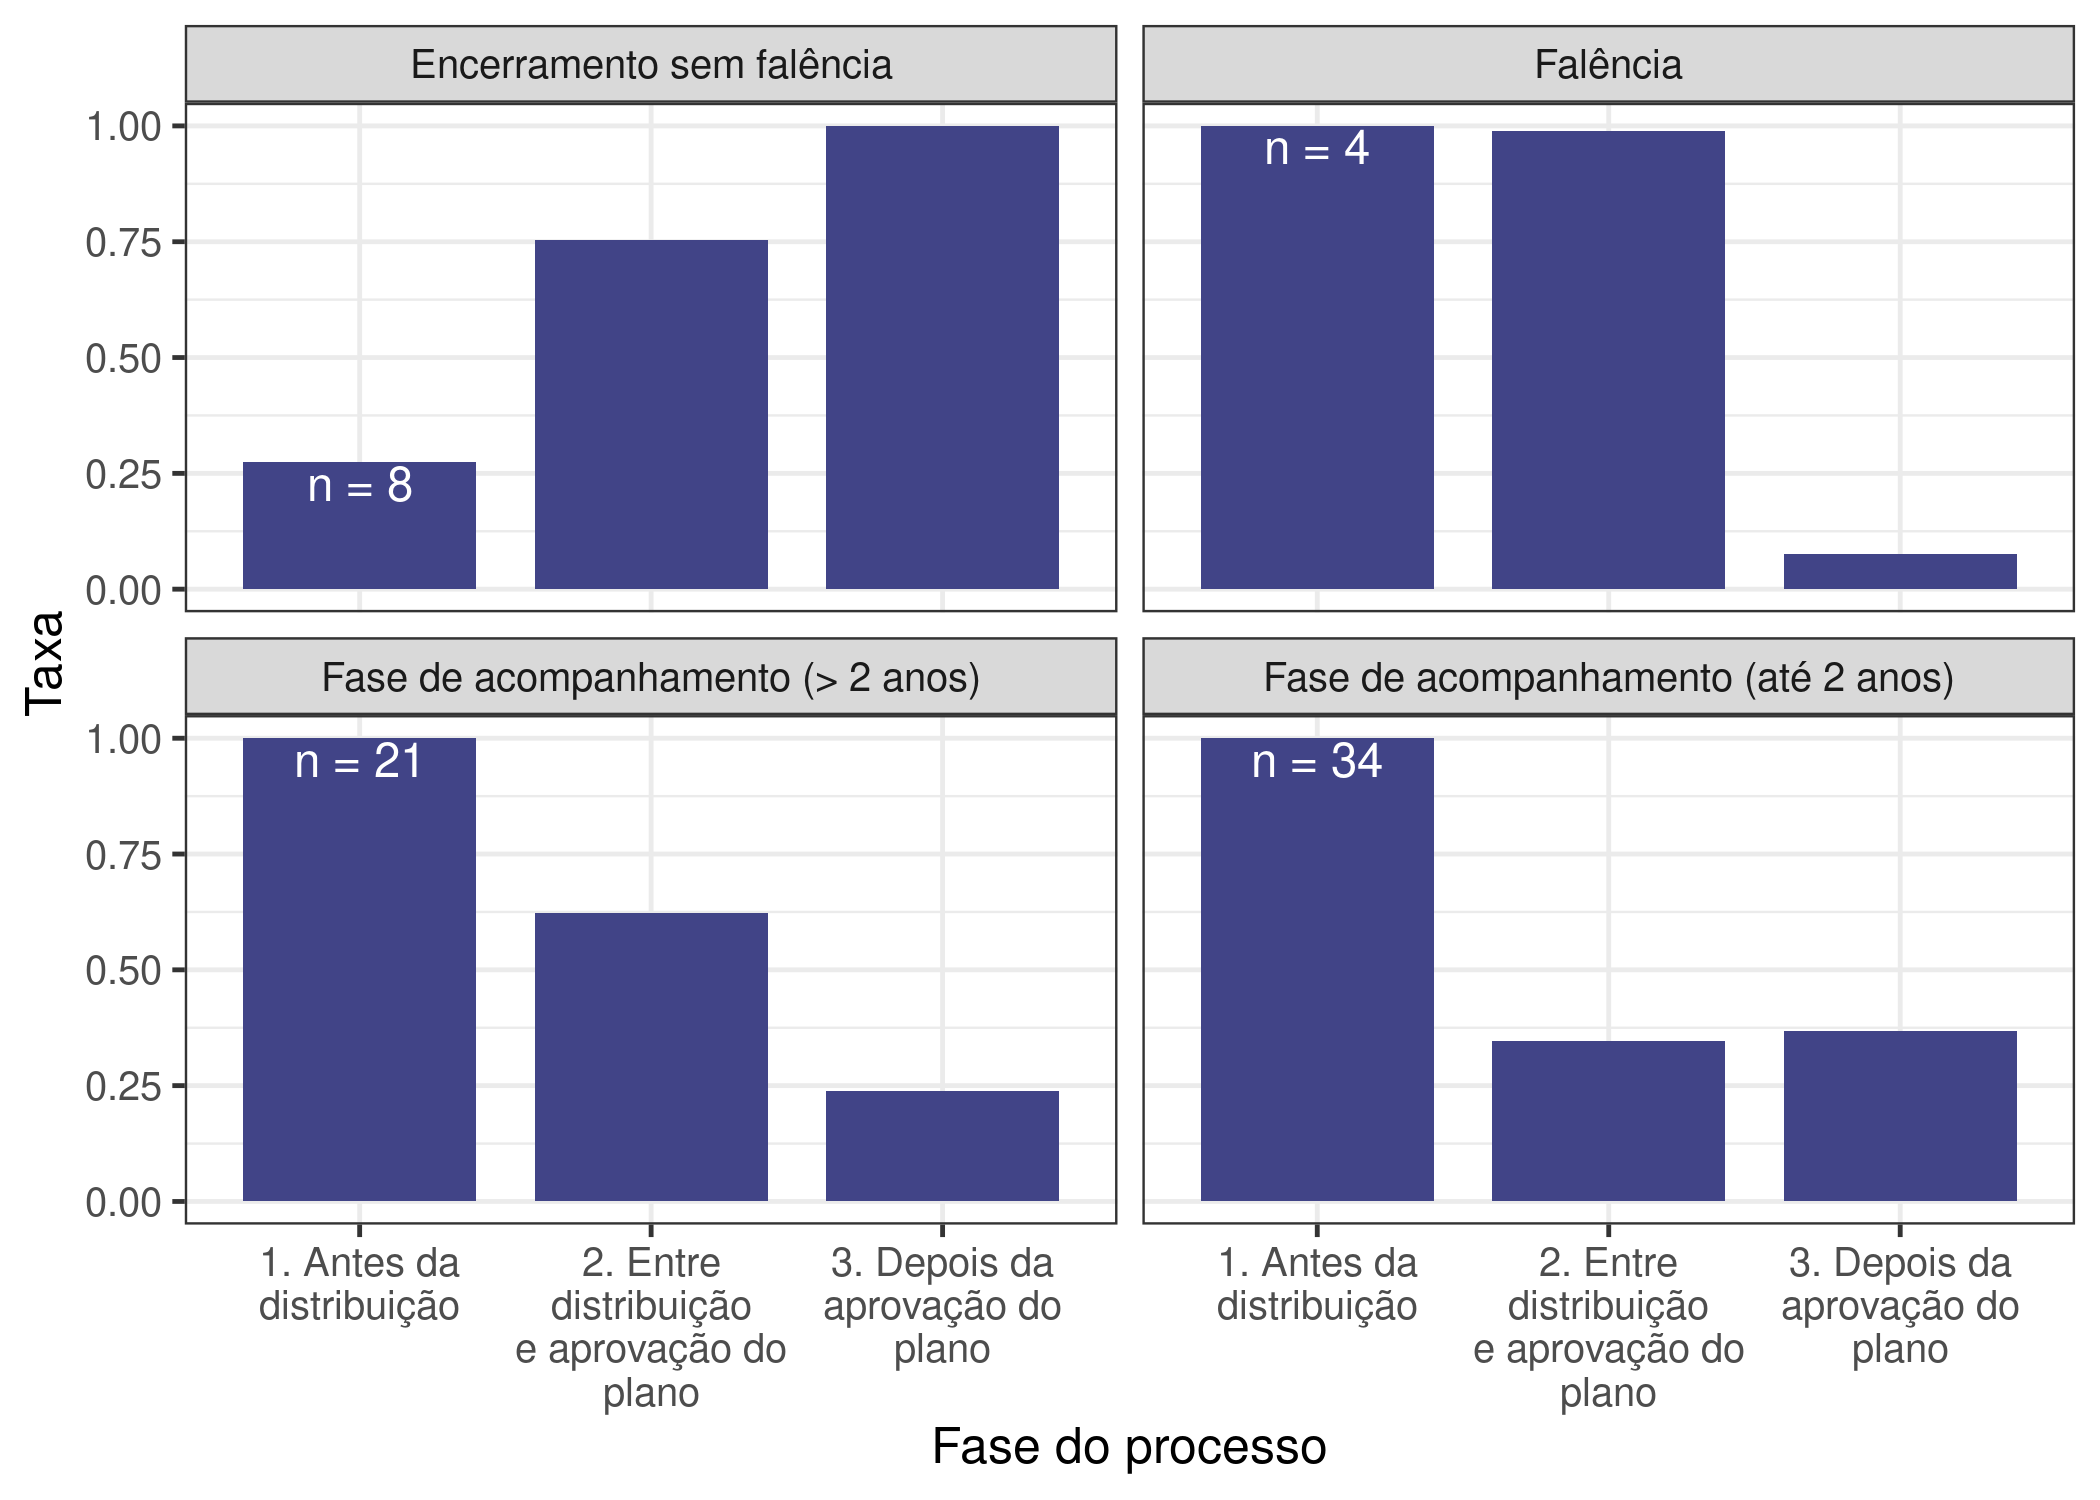 Encerramento sem falência
Falência
1.00
0.75
0.50
0.25
0.00
n = 8
n = 4
Taxa
Fase de acompanhamento (> 2 anos)
Fase de acompanhamento (até 2 anos)
1.00
0.75
0.50
0.25
0.00
n = 21
n = 34
1. Antes da
distribuição
2. Entre
distribuição
e aprovação do
plano
3. Depois da
aprovação do
plano
1. Antes da
distribuição
2. Entre
distribuição
e aprovação do
plano
3. Depois da
aprovação do
plano
Fase do processo